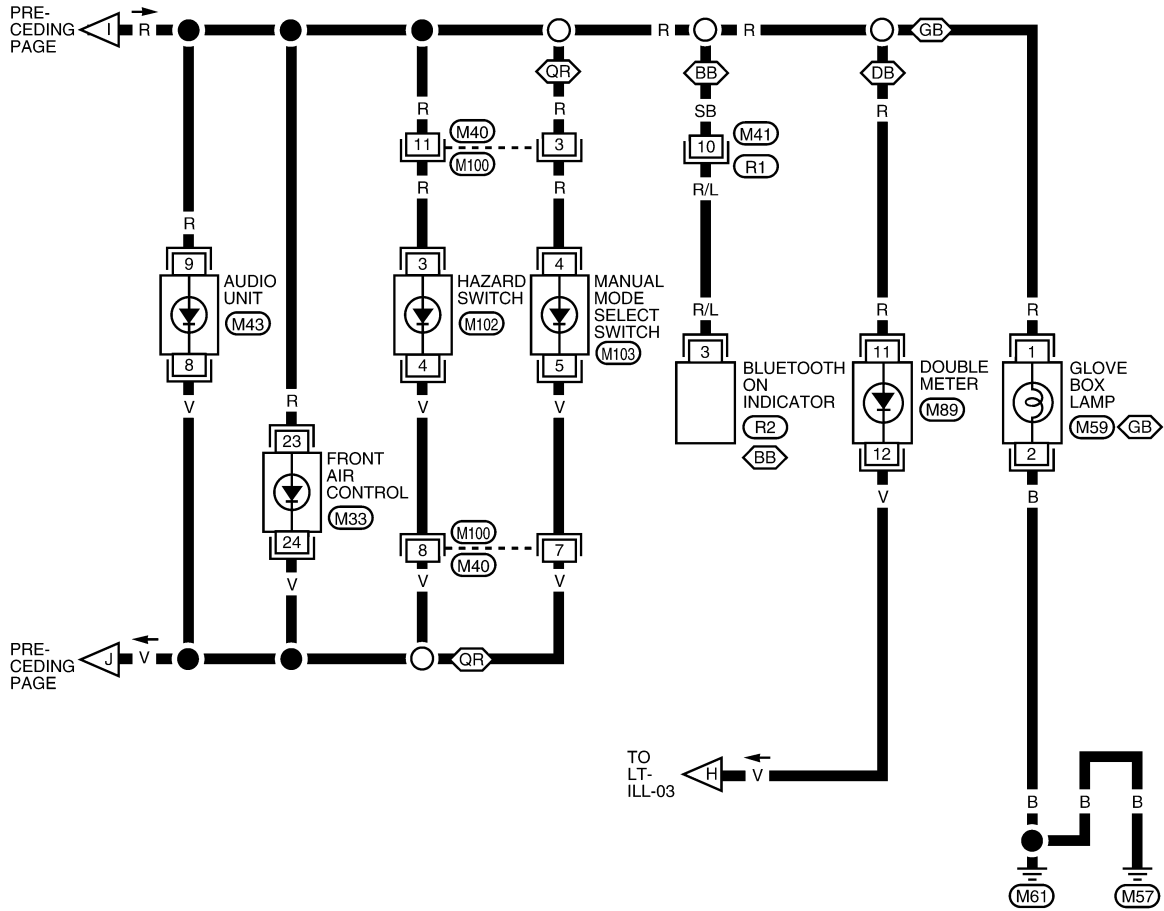 PRE-
CEDING
PAGE
I
R
R
R
GB
QR
BB
DB
R
R
SB
R
11
M40
M100
3
10
M41
R1
R
R
R/L
R
9
AUDIO
UNIT
M43
8
V
3
HAZARD
SWITCH
M102
4
V
4
MANUAL
MODE
SELECT
SWITCH
M103
5
V
R/L
R
R
3
BLUETOOTH
ON
INDICATOR
R2
BB
11
DOUBLE
METER
M89
12
V
1
GLOVE
BOX
LAMP
M59
GB
2
B
R
23
FRONT
AIR
CONTROL
M33
24
V
8
M100
M40
7
V
V
PRE-
CEDING
PAGE
J
V
QR
TO
LT-
ILL-03
H
V
B
B
B
M61
M57